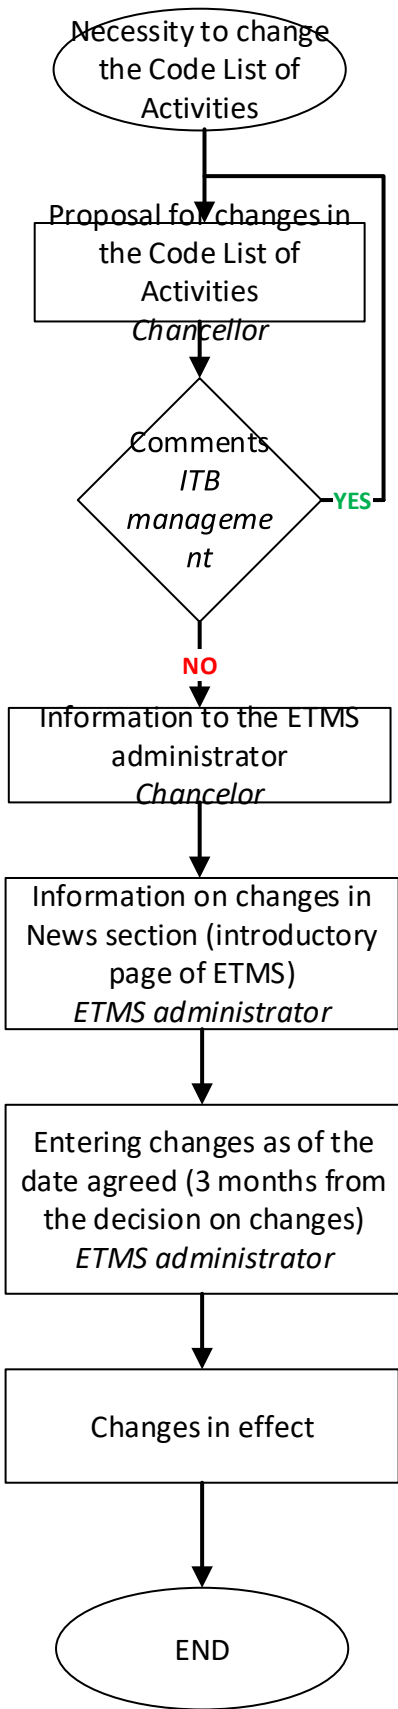 Necessity to change
the Code List of
Activities
Proposal for changes in
the Code List of
Activities
Chancellor
Comments
ITB
manageme
nt
YES
NO
Information to the ETMS
administrator
Chancelor
Information on changes in
News section (introductory
page of ETMS)
ETMS administrator
Entering changes as of the
date agreed (3 months from
the decision on changes)
ETMS administrator
Changes in effect
END